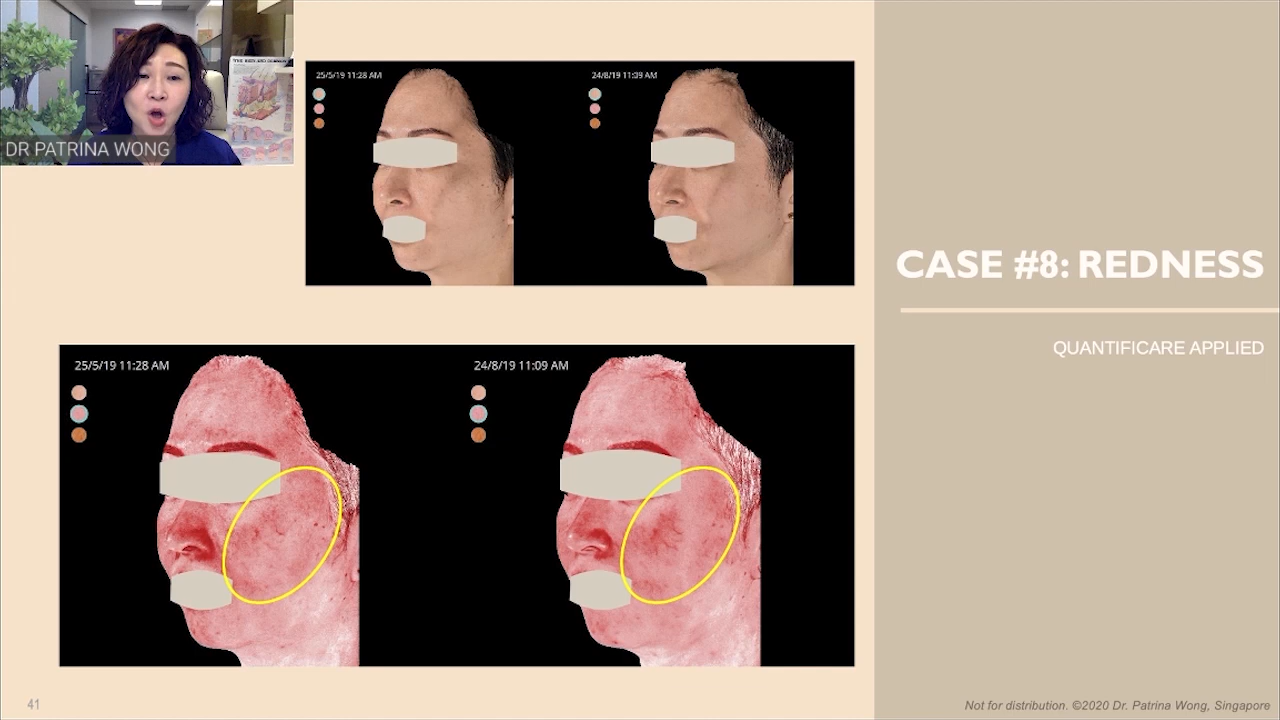 DR PATRINA WONG
25/5/19 11:28 AM
24/8/19 11:09 AM
CASE #8: REDNESS
QUANTIFICARE APPLIED
25/5/19 11:28 AM
24/8/19 11:09 AM
41
Not for distribution. ©2020 Dr. Patrina Wong, Singapore